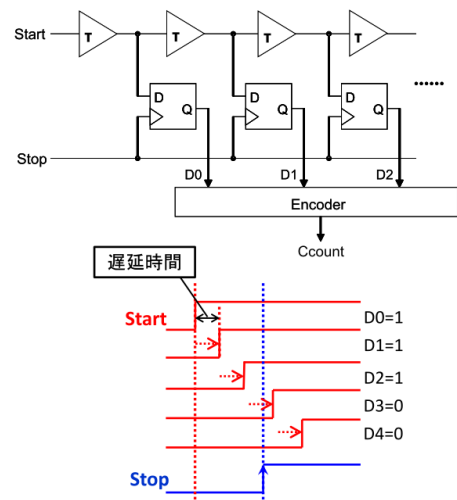 Start
T T T T
D Q D Q D Q
......
Stop
D0 D1 D2
Encoder
Ccount
遅延時間
Start
D0=1
D1=1
D2=1
D3=0
D4=0
Stop